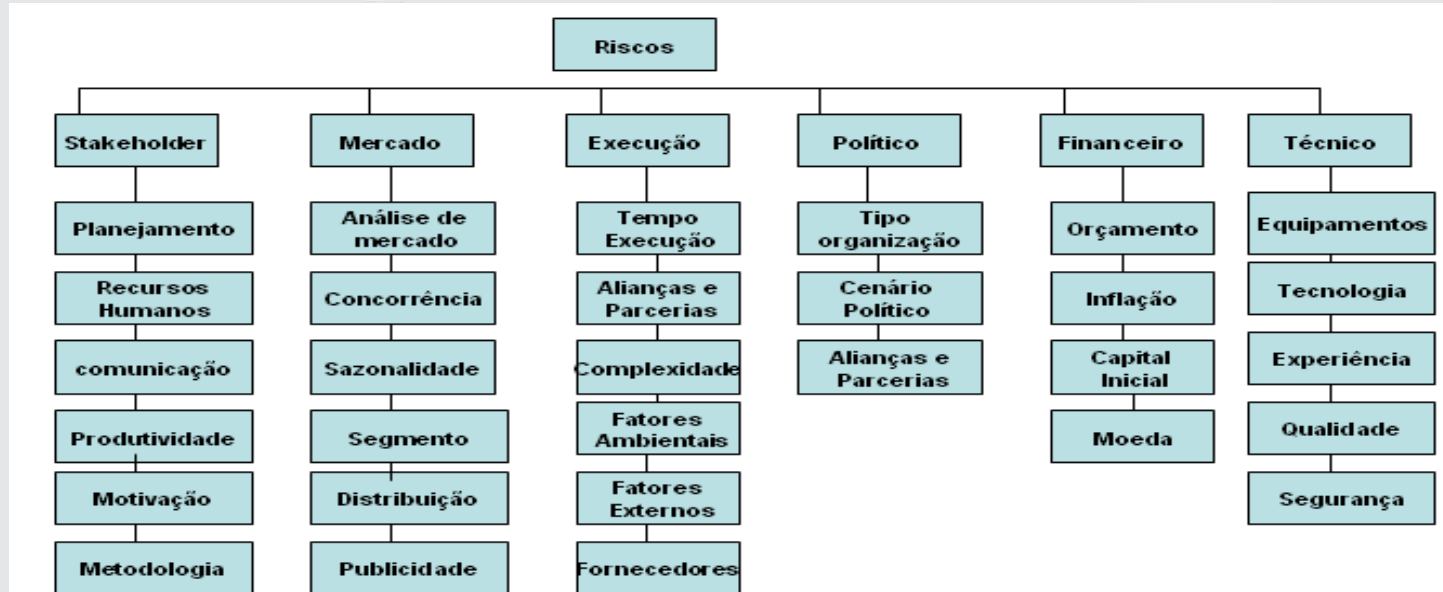 Riscos
Stakeholder
Mercado
Execução
Político
Financeiro
Técnico
Planejamento
Recursos
Humanos
comunicação
Produtividade
Motivação
Metodologia
Análise de
mercado
Concorrência
Sazonalidade
Segmento
Distribuição
Publicidade
Tempo
Execução
Alianças e
Parcerias
Complexidade
Fatores
Ambientais
Fatores
Externos
Fornecedores
Tipo
organização
Cenário
Político
Alianças e
Parcerias
Orçamento
Inflação
Capital
Inicial
Moeda
Equipamentos
Tecnologia
Experiência
Qualidade
Segurança